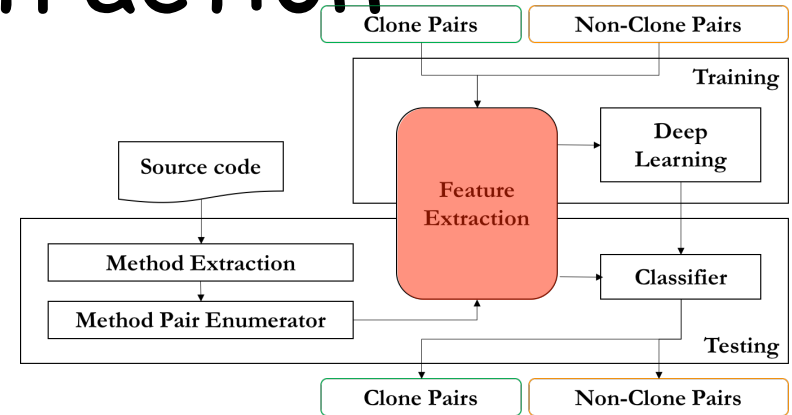 Clone Pairs
Non-Clone Pairs
Training
Deep
Learning
Source code
Feature
Extraction
Method Extraction
Classifier
Method Pair Enumerator
Testing
Clone Pairs
Non-Clone Pairs